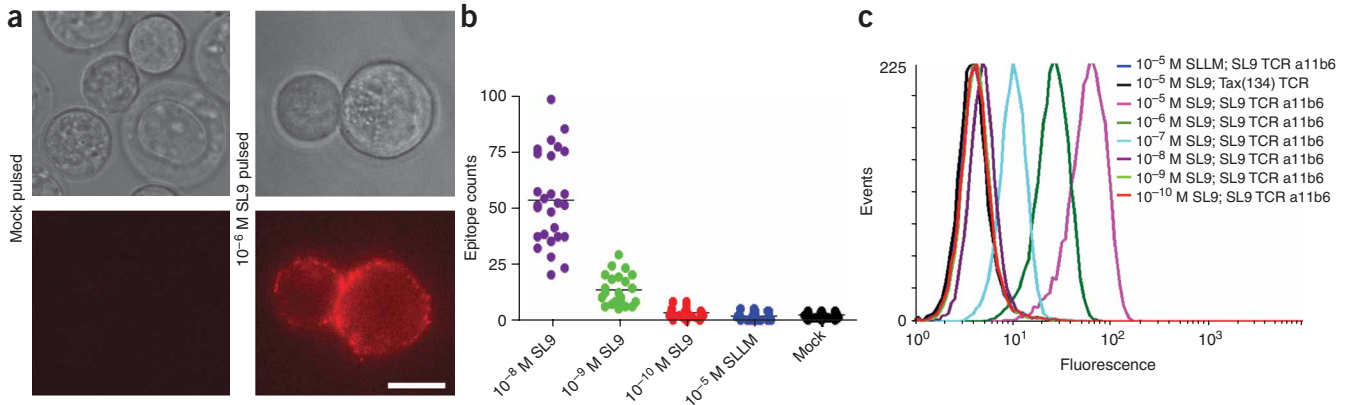 a
Mock pulsed
10⁻⁶ M SL9 pulsed
b
Epitope counts
100
75
50
25
0
10⁻⁸ M SL9
10⁻⁹ M SL9
10⁻¹⁰ M SL9
10⁻⁵ M SLLM
Mock
c
Events
225
0
10⁰
10¹
10²
10³
Fluorescence
10⁻⁵ M SLLM; SL9 TCR a11b6
10⁻⁵ M SL9; Tax(134) TCR
10⁻⁵ M SL9; SL9 TCR a11b6
10⁻⁶ M SL9; SL9 TCR a11b6
10⁻⁷ M SL9; SL9 TCR a11b6
10⁻⁸ M SL9; SL9 TCR a11b6
10⁻⁹ M SL9; SL9 TCR a11b6
10⁻¹⁰ M SL9; SL9 TCR a11b6